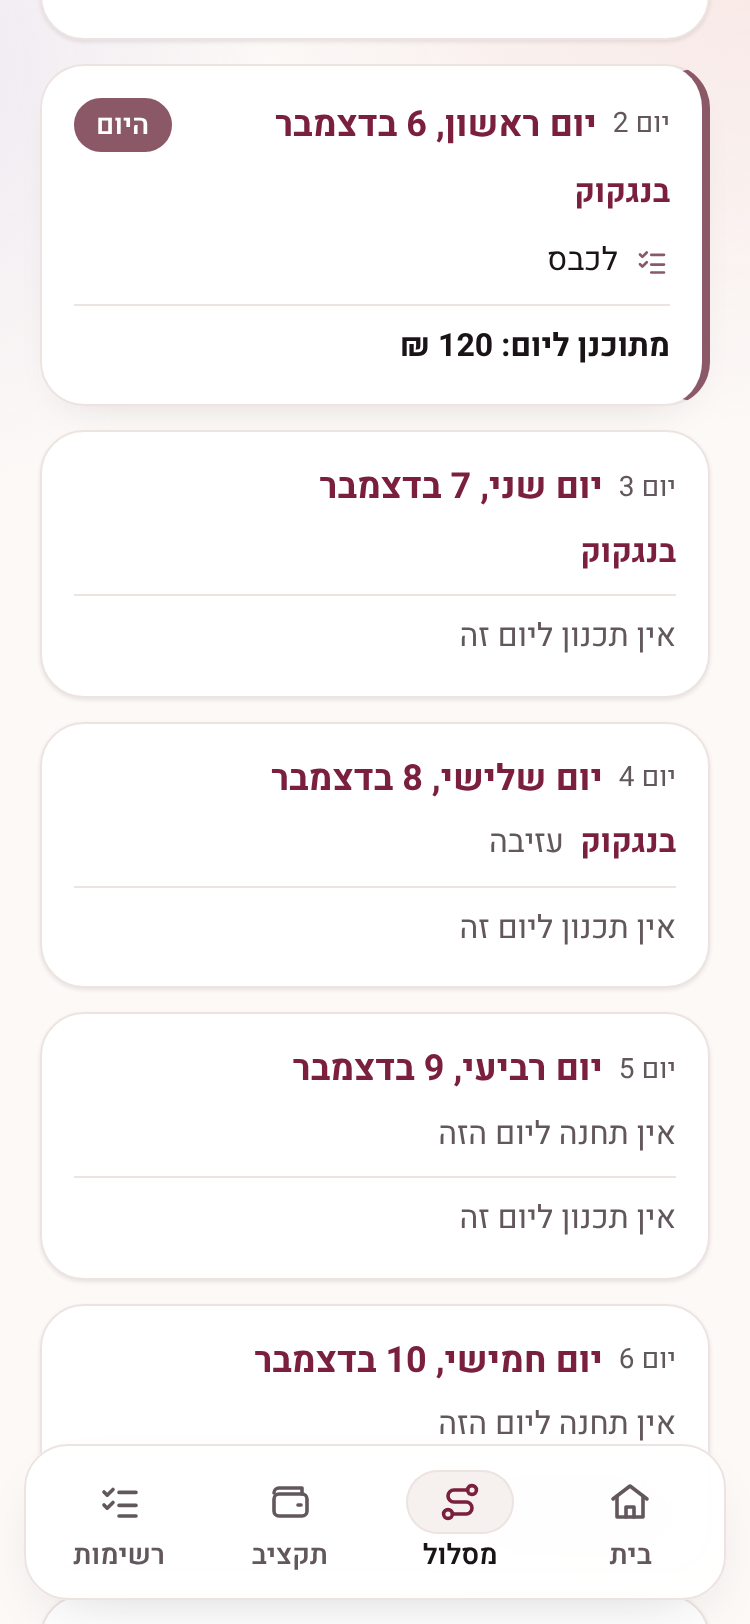 יום 2 יום ראשון, 6 בדצמבר היום
בנגקוק
לכבס
מתוכנן ליום: 120 ₪
יום 3 יום שני, 7 בדצמבר
בנגקוק
אין תכנון ליום זה
יום 4 יום שלישי, 8 בדצמבר
בנגקוק עזיבה
אין תכנון ליום זה
יום 5 יום רביעי, 9 בדצמבר
אין תחנה ליום הזה
אין תכנון ליום זה
יום 6 יום חמישי, 10 בדצמבר
אין תחנה ליום הזה
בית מסלול תקציב רשימות